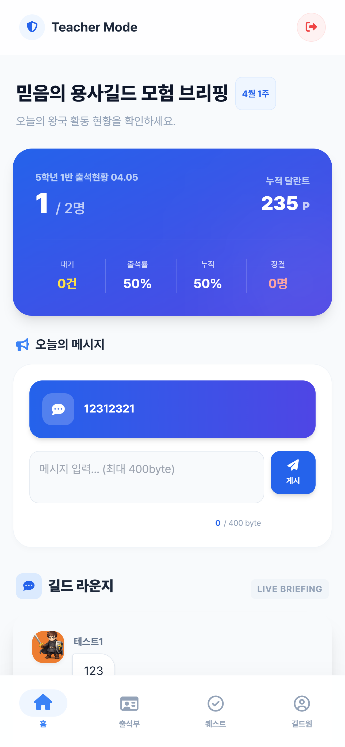 Teacher Mode
믿음의 용사길드 모험 브리핑 4월 1주
오늘의 왕국 활동 현황을 확인하세요.
5학년 1반 출석현황 04.05
누적 달란트
1 / 2명
235 P
대기 출석률 누적 장결
0건 50% 50% 0명
오늘의 메시지
12312321
메시지 입력... (최대 400byte)
게시
0 / 400 byte
길드 라운지
LIVE BRIEFING
테스트1
123
홈 출석부 퀘스트 길드원